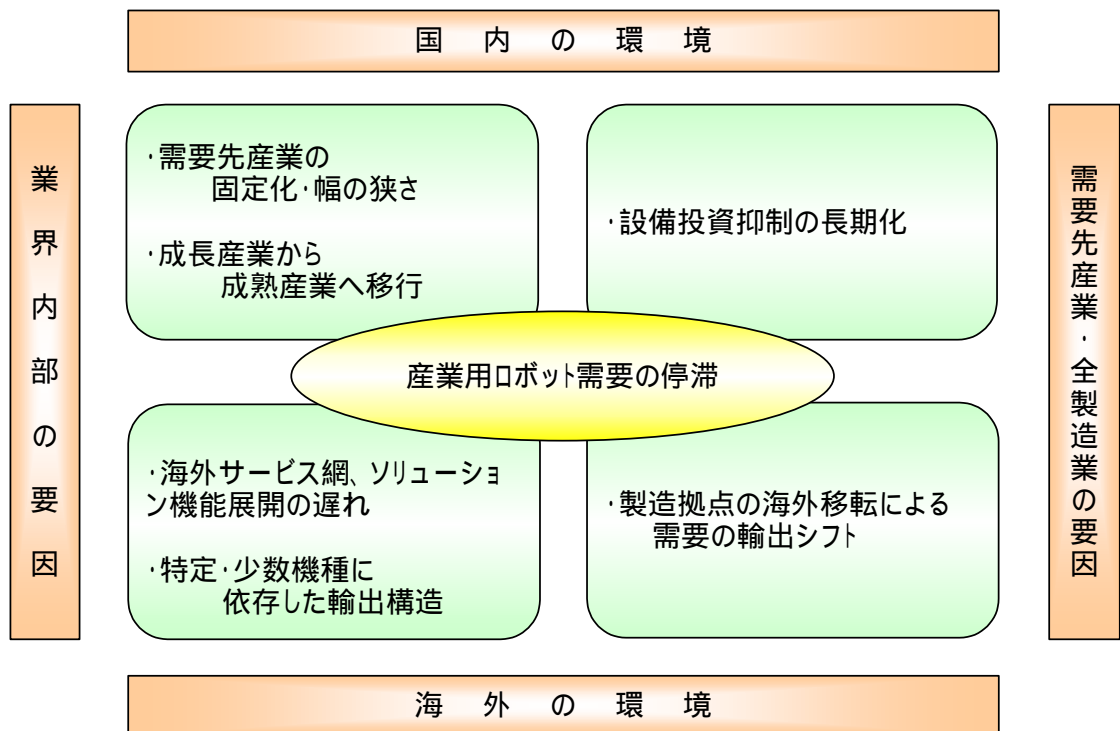 国内の環境
業界内部の要因
・需要先産業の
固定化・幅の狭さ
・成長産業から
成熟産業へ移行
・設備投資抑制の長期化
需要先産業・全製造業の要因
産業用ロボット需要の停滞
・海外サービス網、ソリューショ
ン機能展開の遅れ
・特定・少数機種に
依存した輸出構造
・製造拠点の海外移転による
需要の輸出シフト
海外の環境